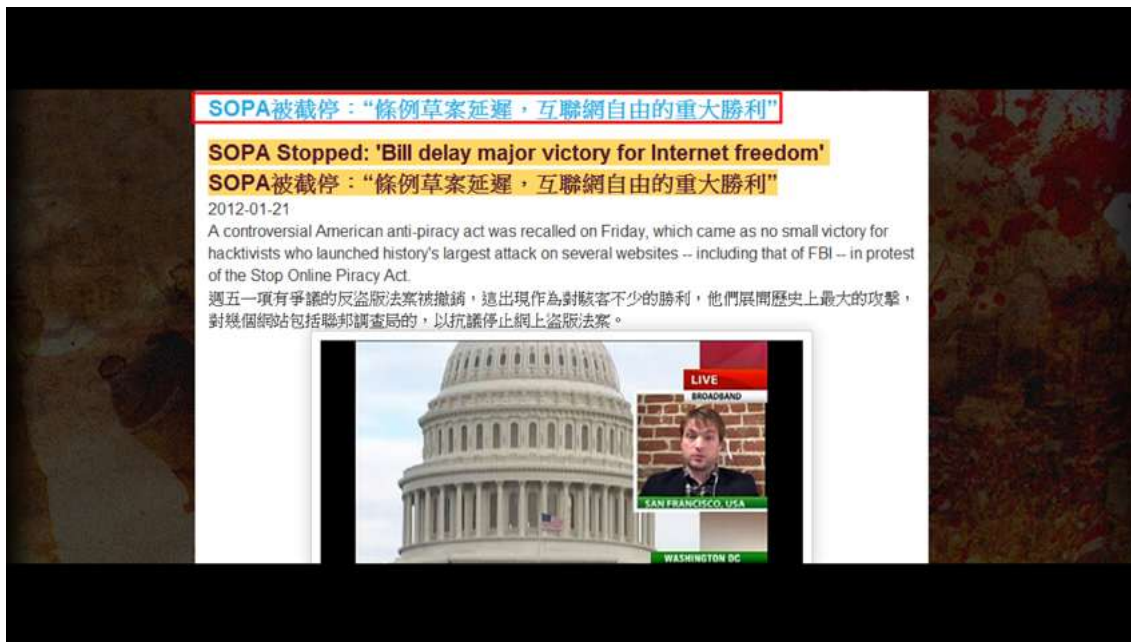 SOPA被截停：“條例草案延遲，互聯網自由的重大勝利”
SOPA Stopped: 'Bill delay major victory for Internet freedom'
SOPA被截停：“條例草案延遲，互聯網自由的重大勝利”
2012-01-21
A controversial American anti-piracy act was recalled on Friday, which came as no small victory for
hacktivists who launched history's largest attack on several websites -- including that of FBI -- in protest
of the Stop Online Piracy Act.
週五一項有爭議的反盜版法案被撤銷，這出現作為對駭客不少的勝利，他們展開歷史上最大的攻擊，
對幾個網站包括聯邦調查局的，以抗議停止網上盜版法案。
LIVE
BROADBAND
SAN FRANCISCO, USA
WASHINGTON DC